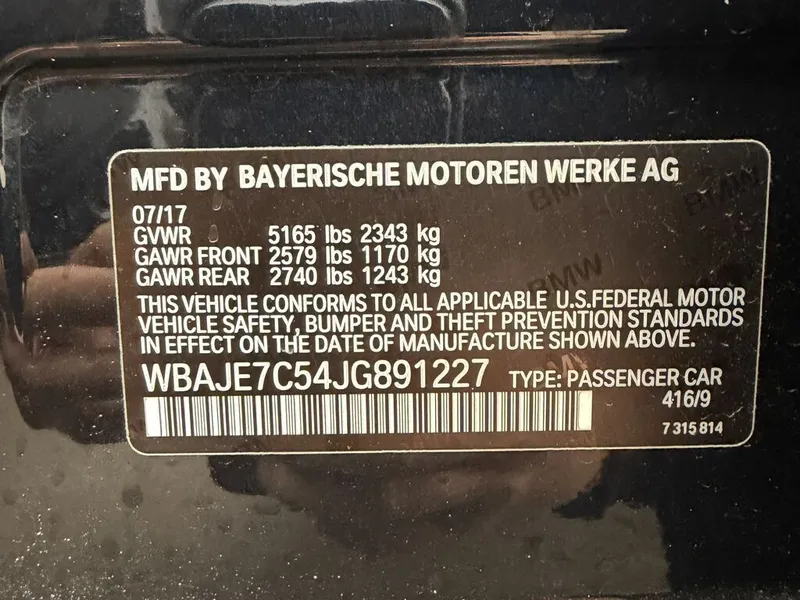 MFD BY BAYERISCHE MOTOREN WERKE AG
07/17
GVWR 5165 lbs 2343 kg
GAWR FRONT 2579 lbs 1170 kg
GAWR REAR 2740 lbs 1243 kg
THIS VEHICLE CONFORMS TO ALL APPLICABLE U.S.FEDERAL MOTOR
VEHICLE SAFETY, BUMPER AND THEFT PREVENTION STANDARDS
IN EFFECT ON THE DATE OF MANUFACTURE SHOWN ABOVE.
WBAJE7C54JG891227 TYPE: PASSENGER CAR
416/9
7 315 814
BMW
BMW